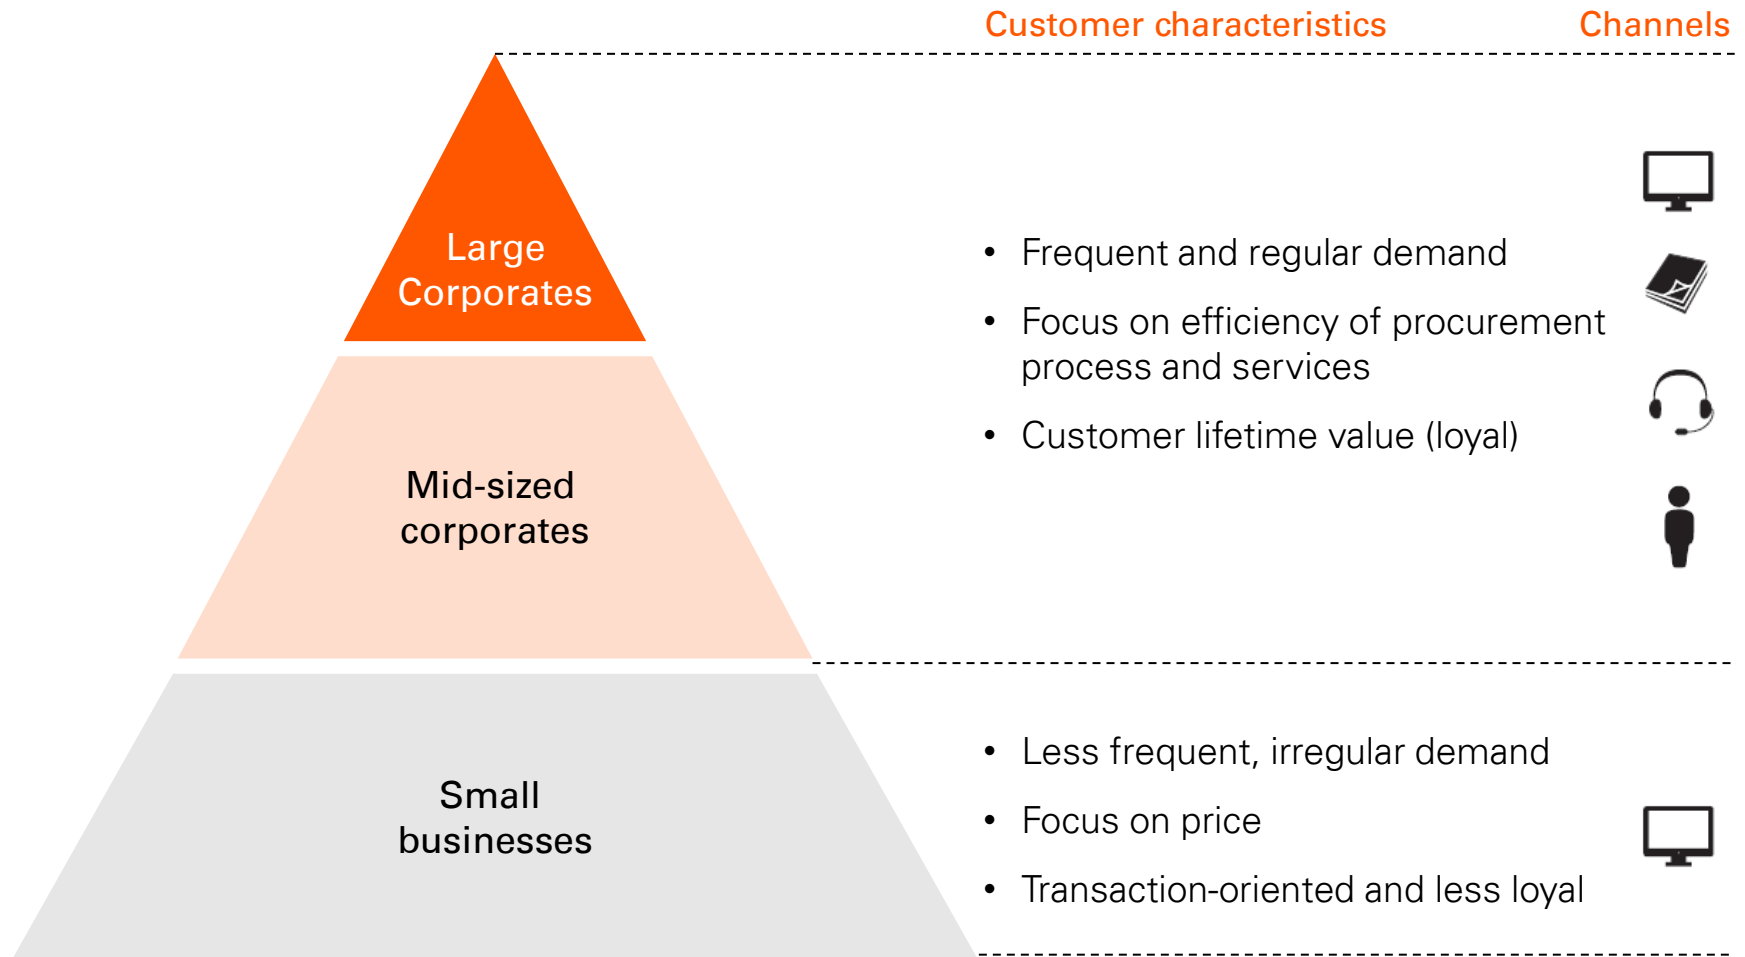 Customer characteristics
Channels
Large
Corporates
• Frequent and regular demand
• Focus on efficiency of procurement
process and services
• Customer lifetime value (loyal)
Mid-sized
corporates
Small
businesses
• Less frequent, irregular demand
• Focus on price
• Transaction-oriented and less loyal